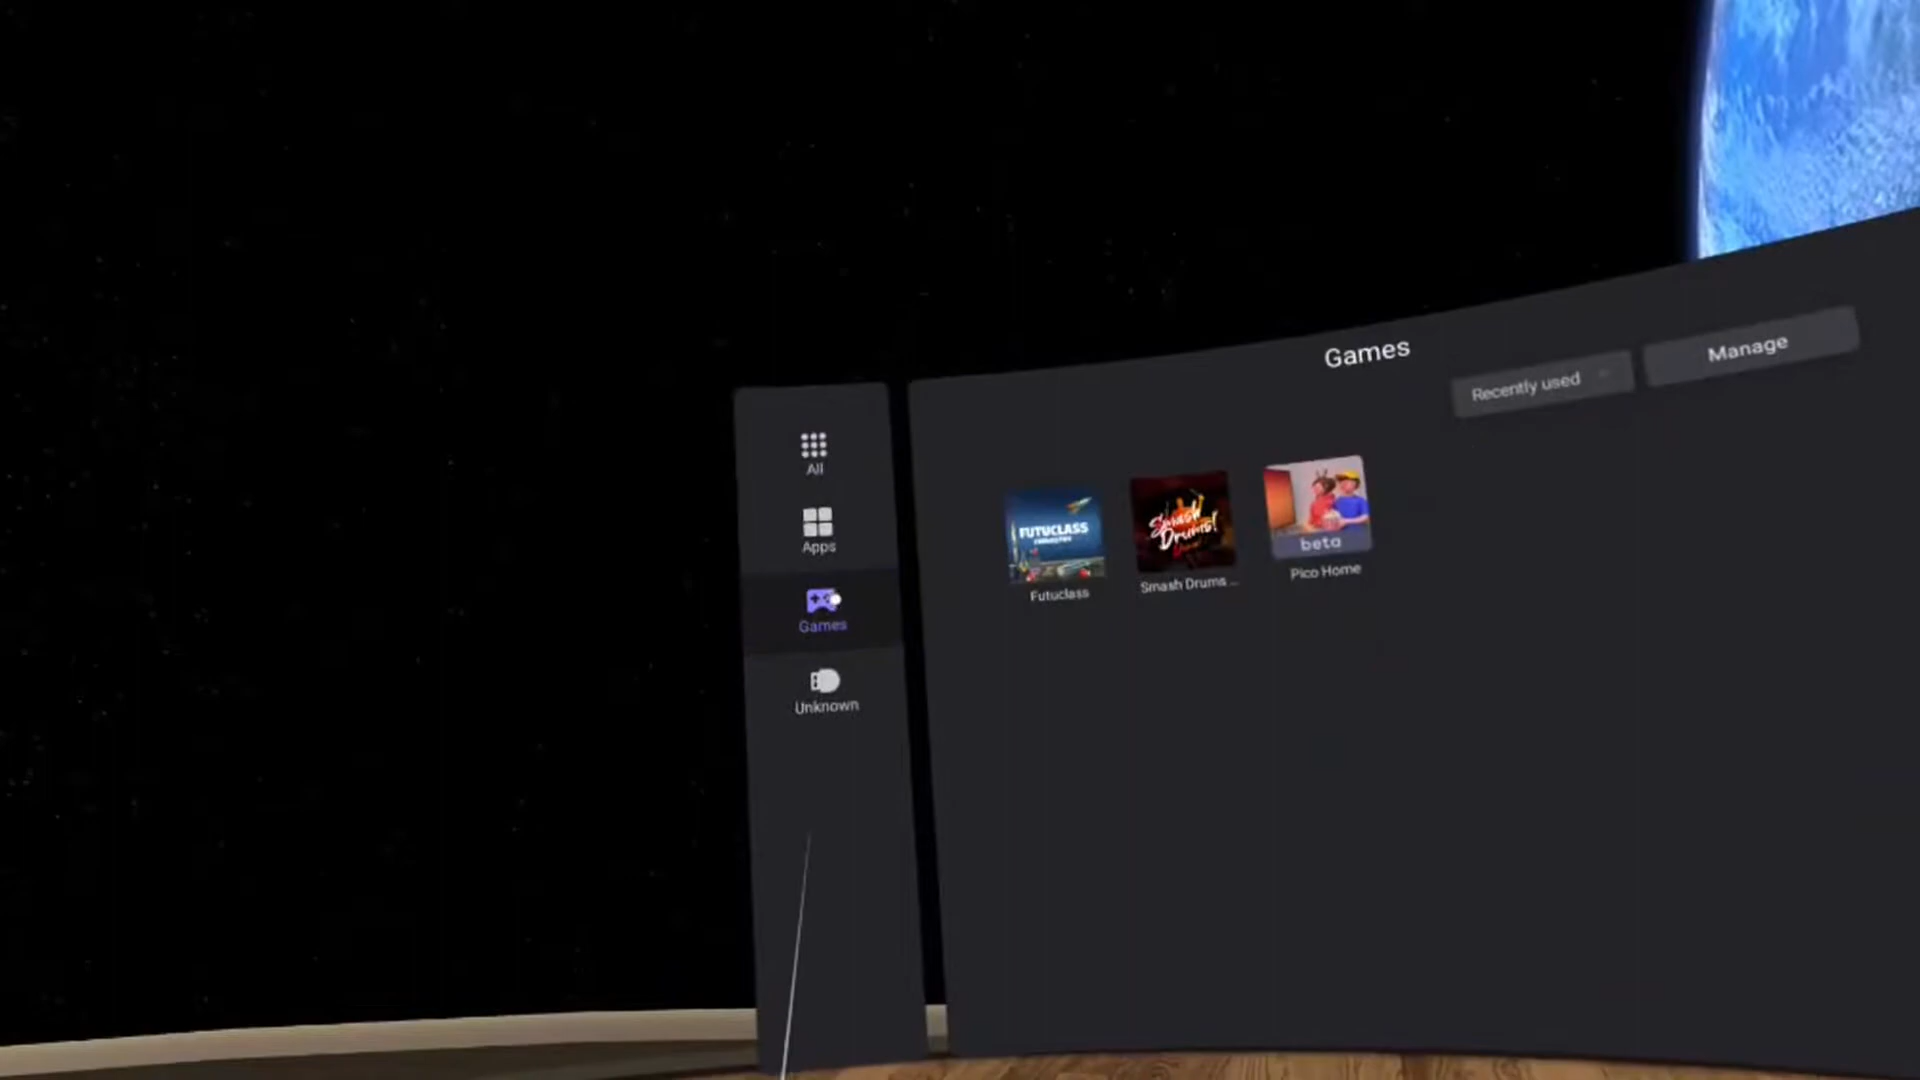 Games
Recently used
Manage
All
Apps
Games
Unknown
FUTUCLASS
Futuclass
Smash
Drums!
Smash Drums ...
beta
Pico Home